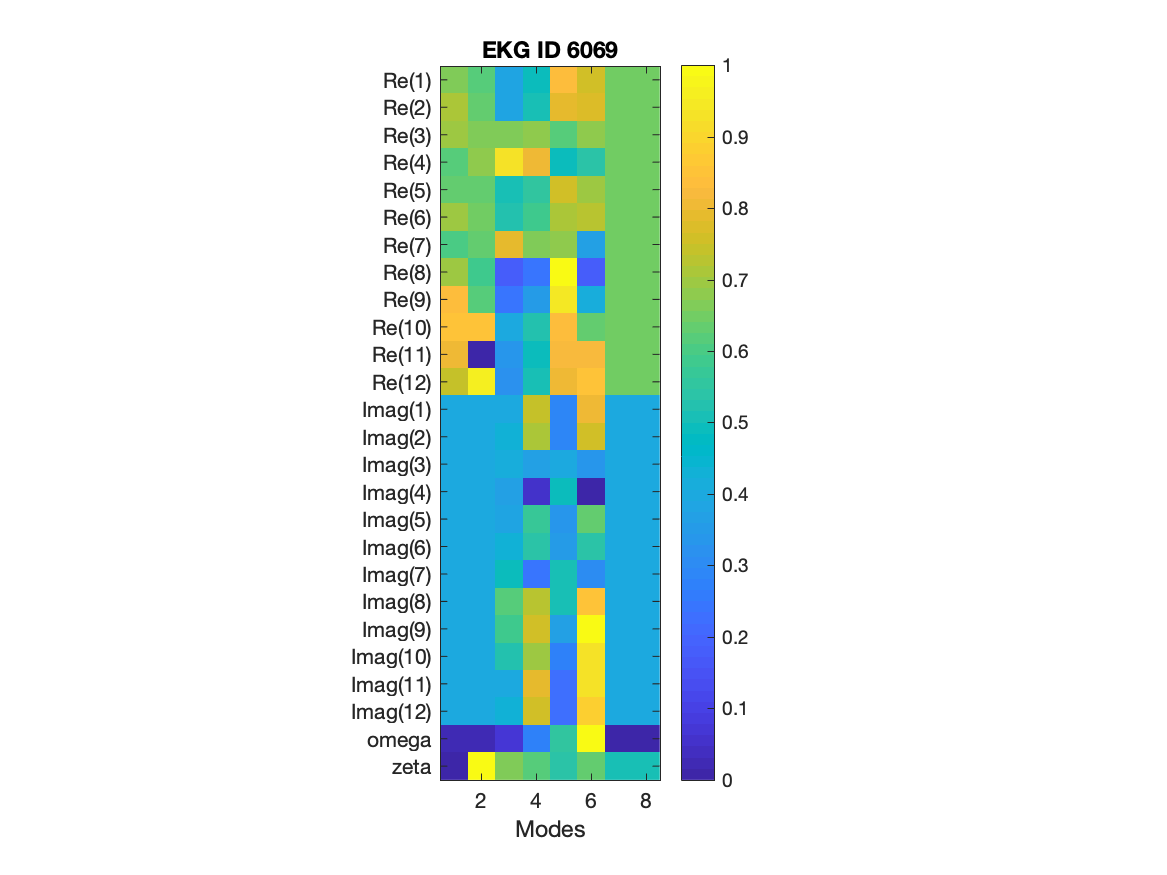 EKG ID 6069
Re(1)
Re(2)
Re(3)
Re(4)
Re(5)
Re(6)
Re(7)
Re(8)
Re(9)
Re(10)
Re(11)
Re(12)
Imag(1)
Imag(2)
Imag(3)
Imag(4)
Imag(5)
Imag(6)
Imag(7)
Imag(8)
Imag(9)
Imag(10)
Imag(11)
Imag(12)
omega
zeta
2 4 6 8
Modes
1
0.9
0.8
0.7
0.6
0.5
0.4
0.3
0.2
0.1
0